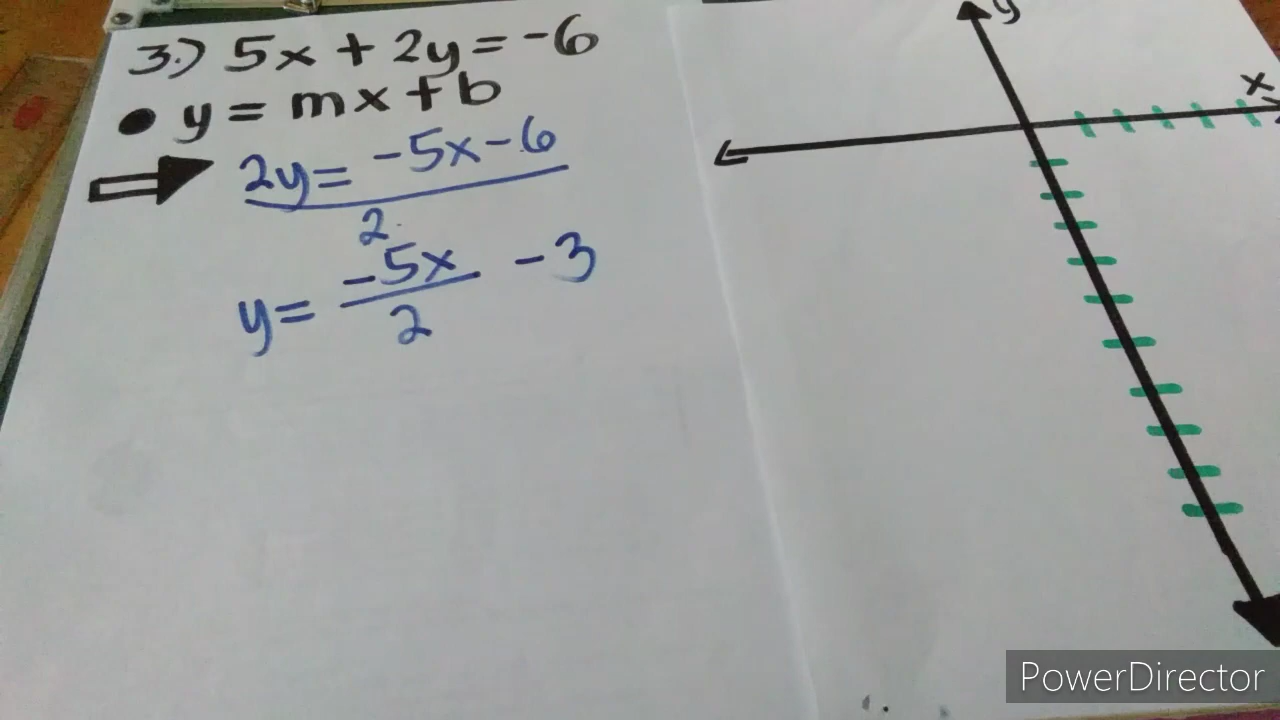 3.) 5x + 2y = -6
• y = mx + b
2y = -5x - 6
2
y = -5x - 3
2
y
x
PowerDirector